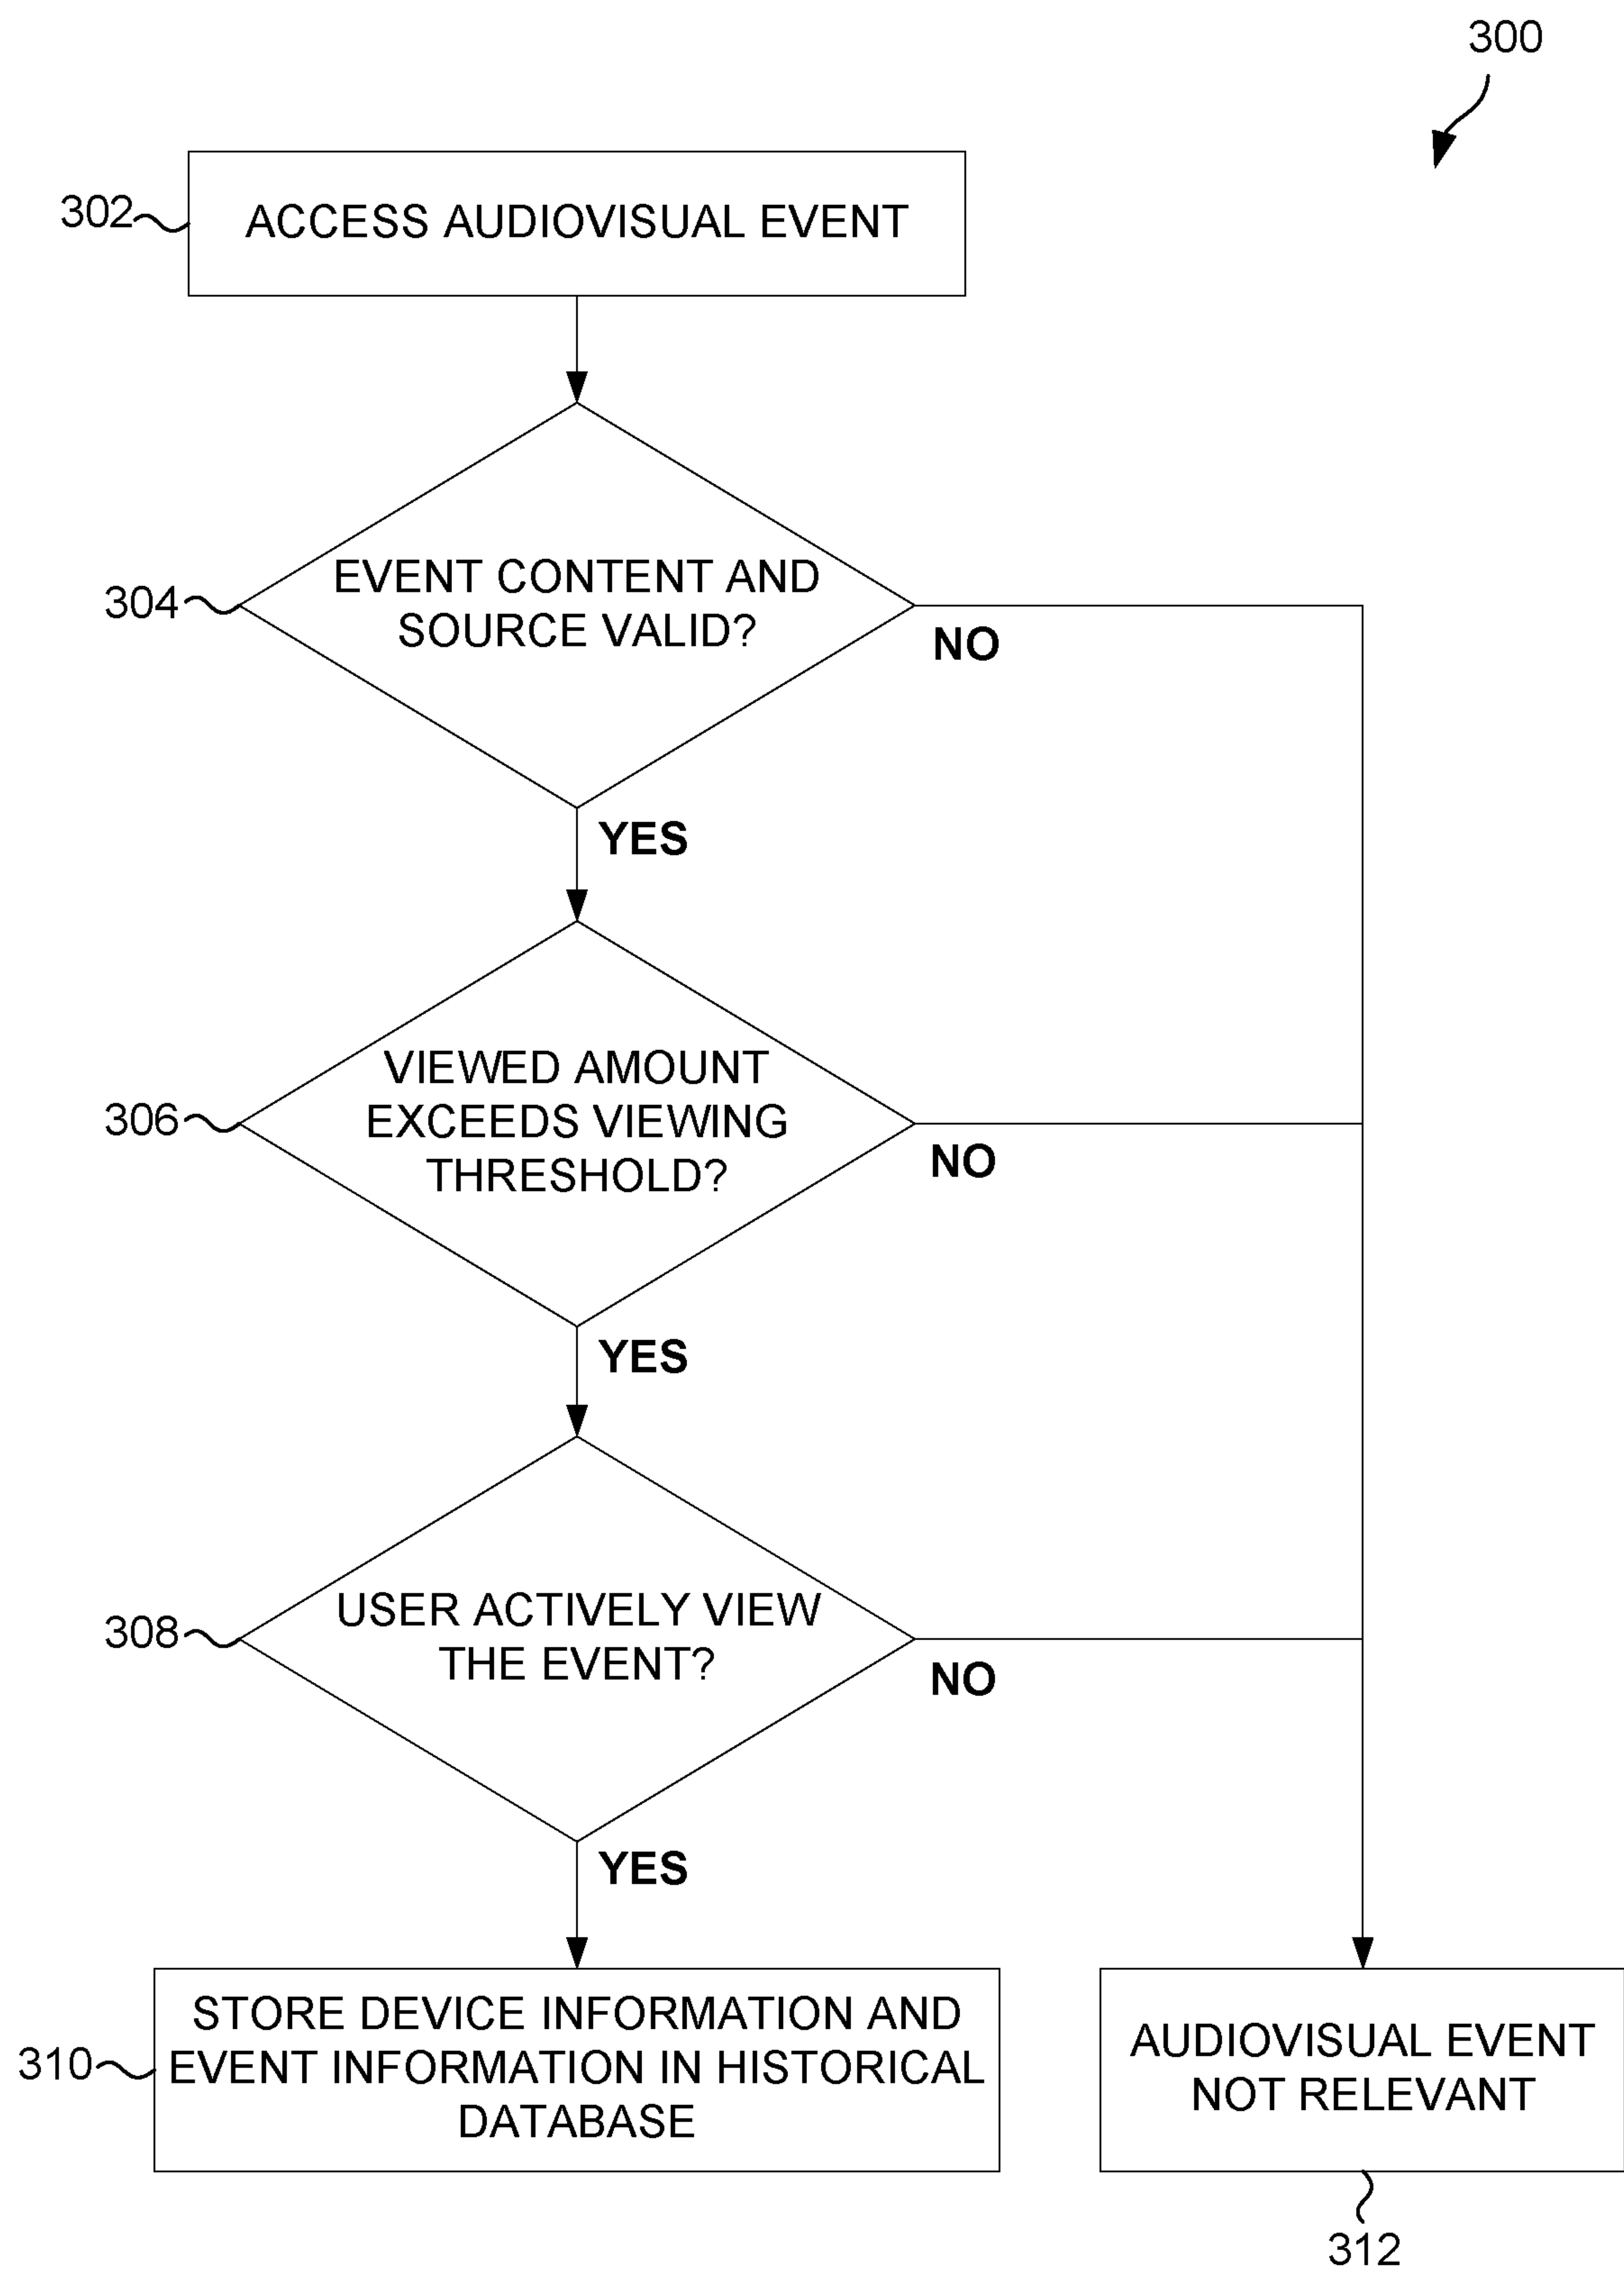 300
302
ACCESS AUDIOVISUAL EVENT
304
EVENT CONTENT AND
SOURCE VALID?
NO
YES
306
VIEWED AMOUNT
EXCEEDS VIEWING
THRESHOLD?
NO
YES
308
USER ACTIVELY VIEW
THE EVENT?
NO
YES
310
STORE DEVICE INFORMATION AND
EVENT INFORMATION IN HISTORICAL
DATABASE
AUDIOVISUAL EVENT
NOT RELEVANT
312